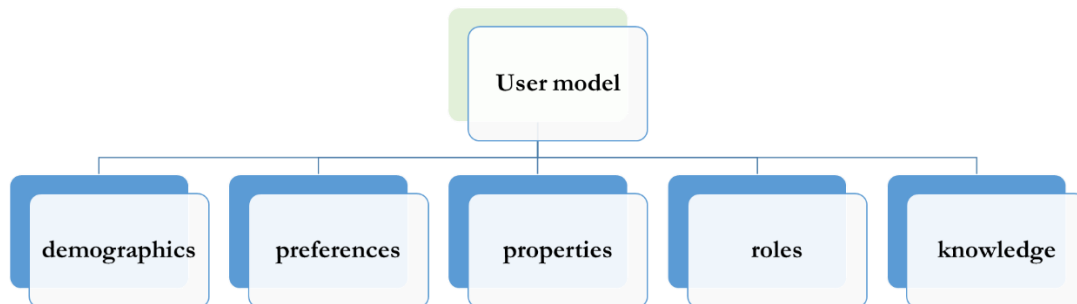 User model
demographics
preferences
properties
roles
knowledge